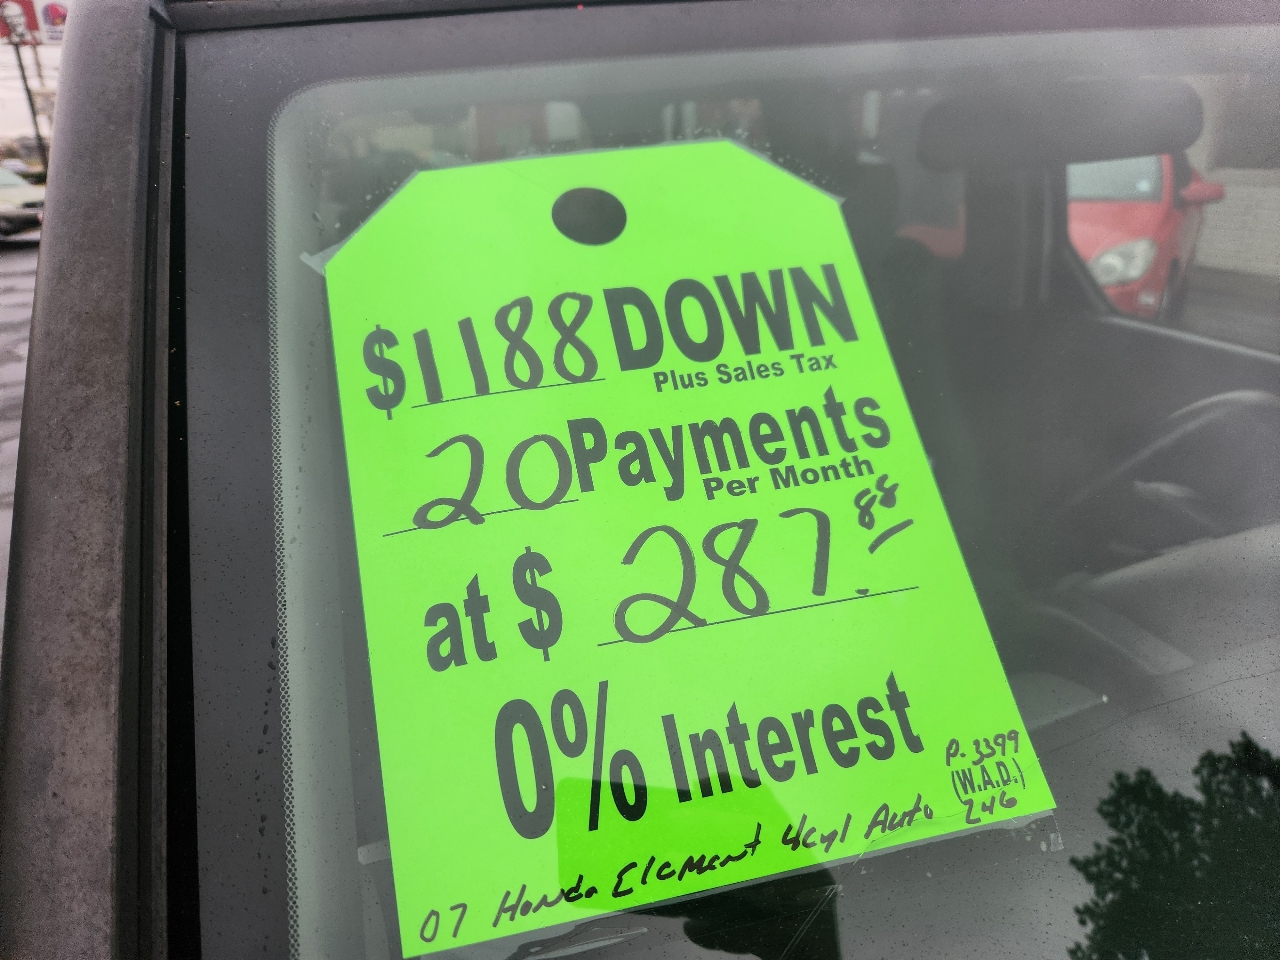 $1188 DOWN
Plus Sales Tax
20 Payments
Per Month
at $ 287.88
0% Interest
P-3399
(W.A.D.)
246
07 Honda Element 4cyl Auto